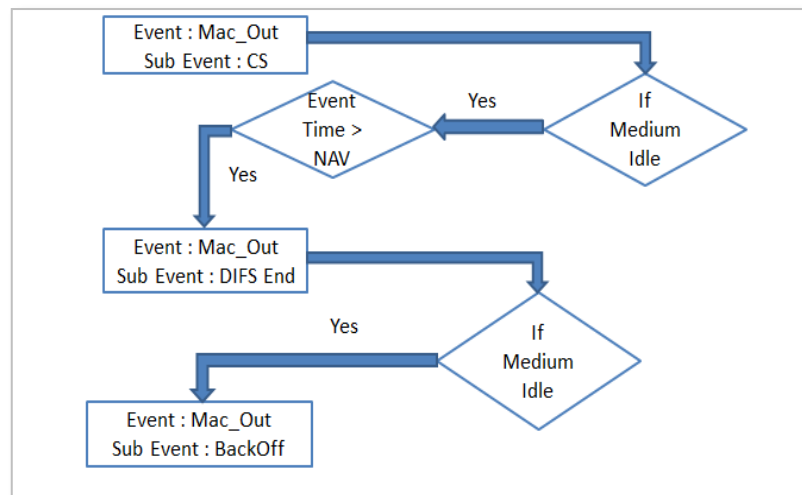 Event : Mac_Out
Sub Event : CS
If
Medium
Idle
Yes
Event
Time >
NAV
Yes
Event : Mac_Out
Sub Event : DIFS End
If
Medium
Idle
Yes
Event : Mac_Out
Sub Event : BackOff